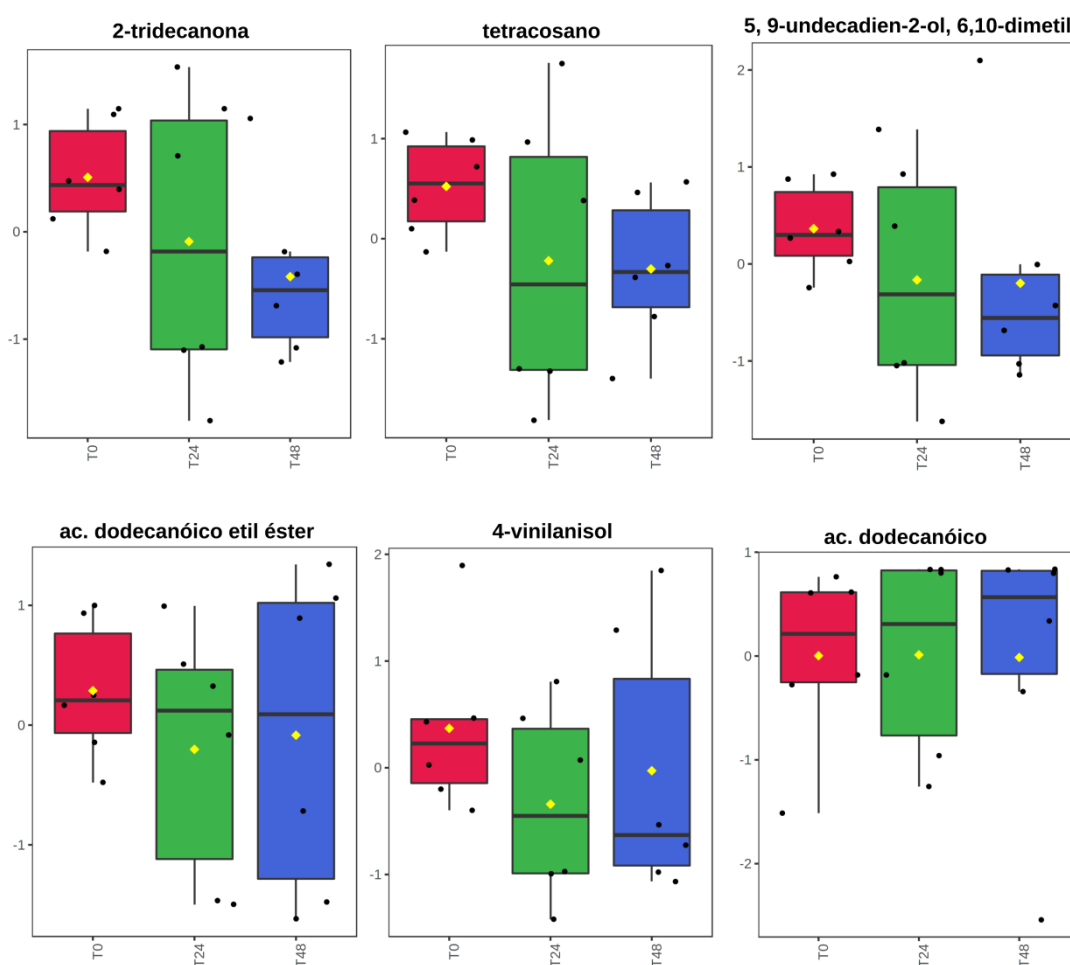 2-tridecanona
tetracosano
5, 9-undecadien-2-ol, 6,10-dimetil
1
0
-1
T0
T24
T48
1
0
-1
T0
T24
T48
2
1
0
-1
T0
T24
T48
ac. dodecanóico etil éster
4-vinilanisol
ac. dodecanóico
1
0
-1
T0
T24
T48
2
1
0
-1
T0
T24
T48
1
0
-1
-2
T0
T24
T48